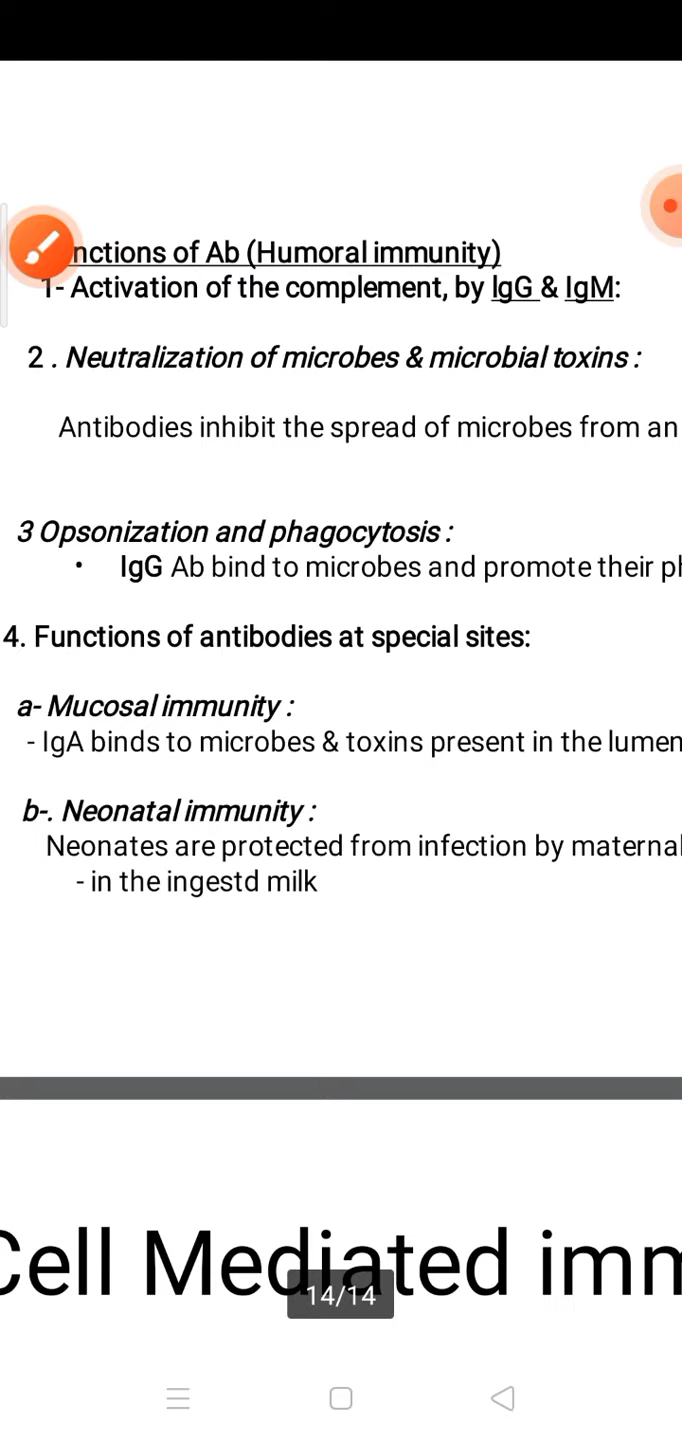 nctions of Ab (Humoral immunity)
1- Activation of the complement, by IgG & IgM:
2 . Neutralization of microbes & microbial toxins :
Antibodies inhibit the spread of microbes from an
3 Opsonization and phagocytosis :
• IgG Ab bind to microbes and promote their
4. Functions of antibodies at special sites:
a- Mucosal immunity :
- IgA binds to microbes & toxins present in the lumen
b-. Neonatal immunity :
Neonates are protected from infection by maternal
- in the ingestd milk
Cell Mediated imm
14/14